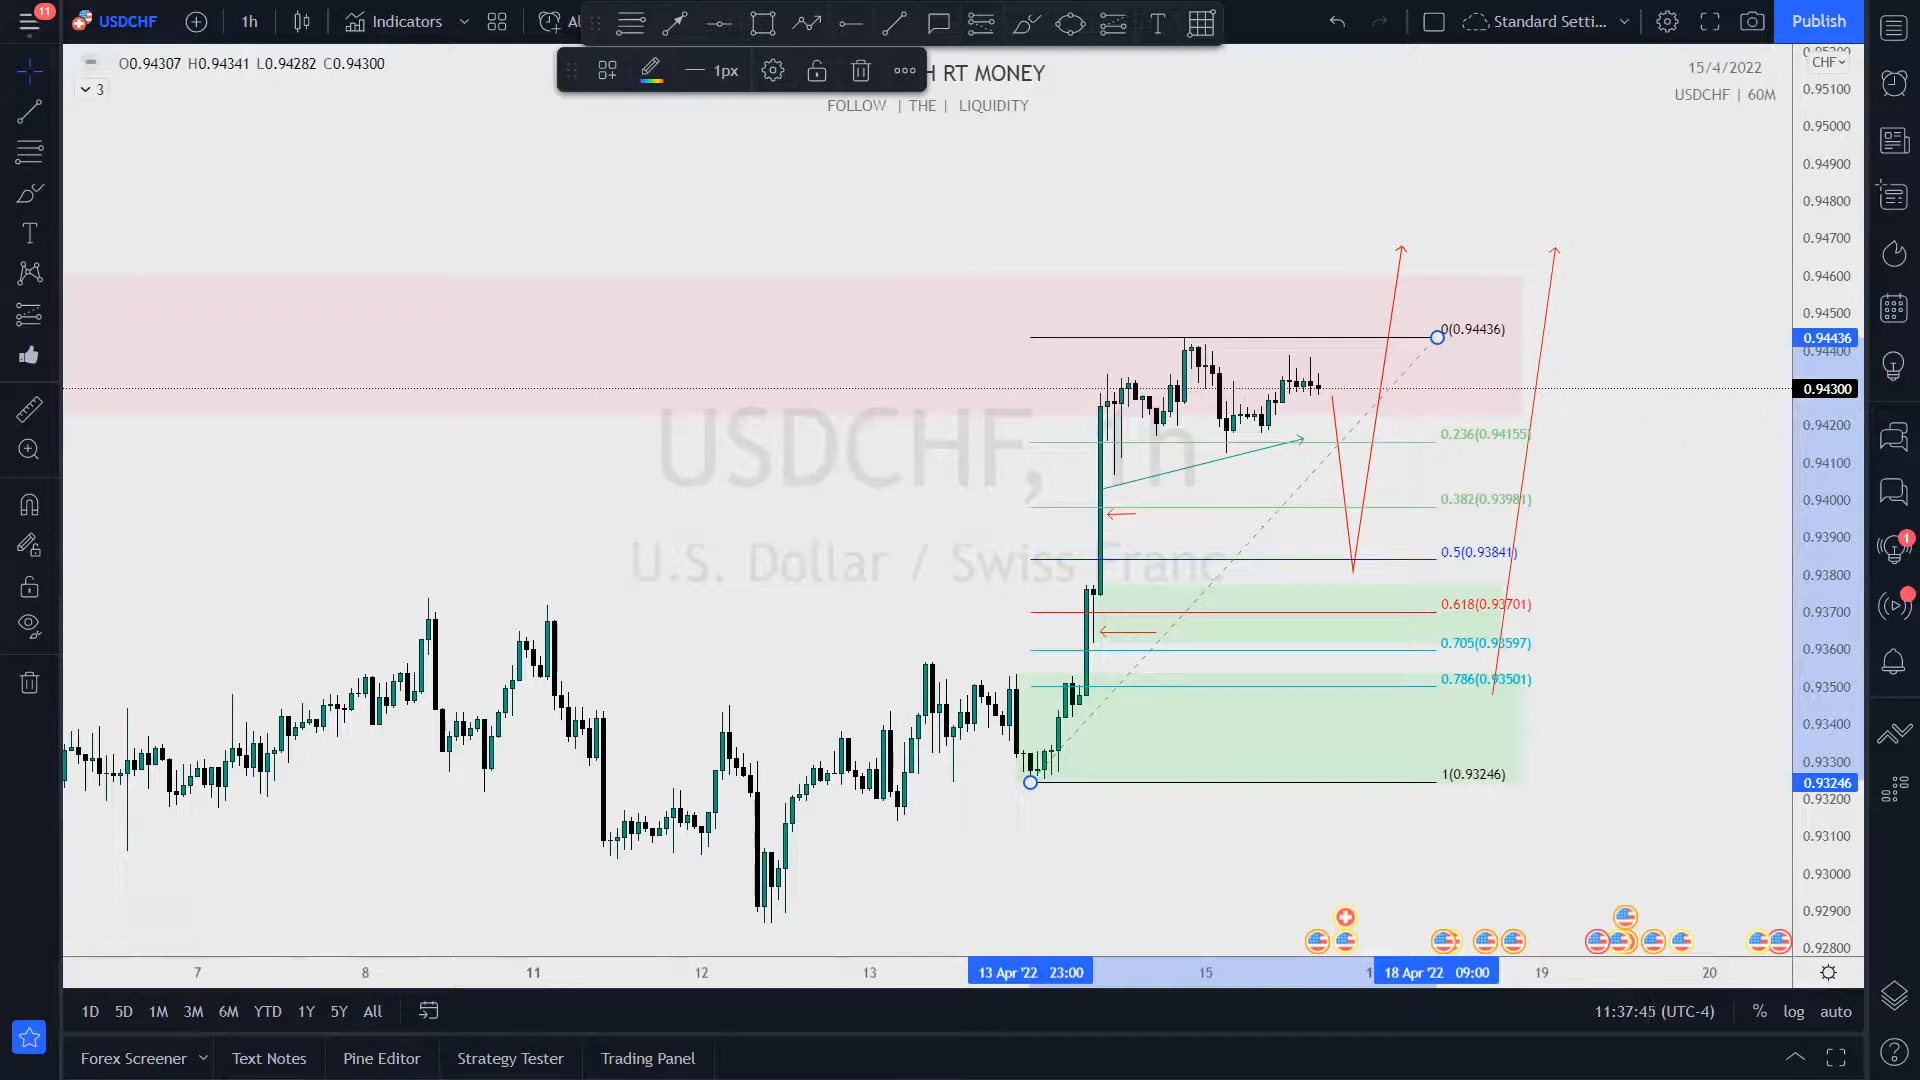 11
USDCHF
1h
Indicators
Al
Standard Setti...
Publish
O0.94307 H0.94341 L0.94282 C0.94300
3
1px
H RT MONEY
FOLLOW | THE | LIQUIDITY
15/4/2022
USDCHF | 60M
CHF
0.95100
0.95000
0.94900
0.94800
0.94700
0.94600
0.94500
0.94436
0.94400
0.94300
0.94200
0.94100
0.94000
0.93900
0.93800
0.93700
0.93600
0.93500
0.93400
0.93300
0.93246
0.93200
0.93100
0.93000
0.92900
0.92800
USDCHF, 1h
U.S. Dollar / Swiss Franc
0(0.94436)
0.236(0.94155)
0.382(0.93981)
0.5(0.93841)
0.618(0.93701)
0.705(0.93597)
0.786(0.93501)
1(0.93246)
1
7
8
11
12
13
13 Apr '22 23:00
15
18 Apr '22 09:00
19
20
1D
5D
1M
3M
6M
YTD
1Y
5Y
All
11:37:45 (UTC-4)
%
log
auto
Forex Screener
Text Notes
Pine Editor
Strategy Tester
Trading Panel